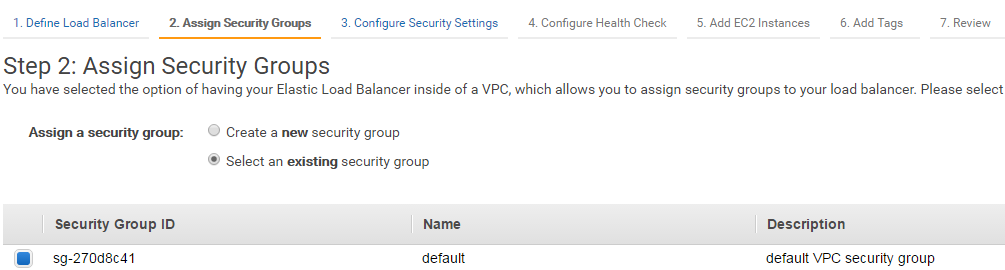 1. Define Load Balancer 2. Assign Security Groups 3. Configure Security Settings 4. Configure Health Check 5. Add EC2 Instances 6. Add Tags 7. Review
Step 2: Assign Security Groups
You have selected the option of having your Elastic Load Balancer inside of a VPC, which allows you to assign security groups to your load balancer. Please select
Assign a security group: Create a new security group
Select an existing security group
Security Group ID Name Description
sg-270d8c41 default default VPC security group